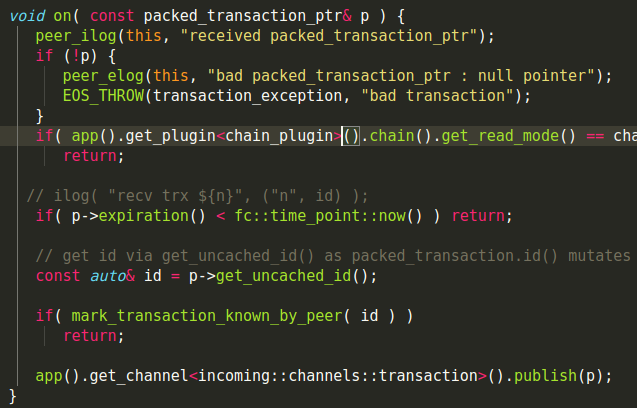 void on( const packed_transaction_ptr& p ) {
peer_ilog(this, "received packed_transaction_ptr");
if (!p) {
peer_elog(this, "bad packed_transaction_ptr : null pointer");
EOS_THROW(transaction_exception, "bad transaction");
}
if( app().get_plugin<chain_plugin>().chain().get_read_mode() == cha
return;
// ilog( "recv trx ${n}", ("n", id) );
if( p->expiration() < fc::time_point::now() ) return;
// get id via get_uncached_id() as packed_transaction.id() mutates
const auto& id = p->get_uncached_id();
if( mark_transaction_known_by_peer( id ) )
return;
app().get_channel<incoming::channels::transaction>().publish(p);
}